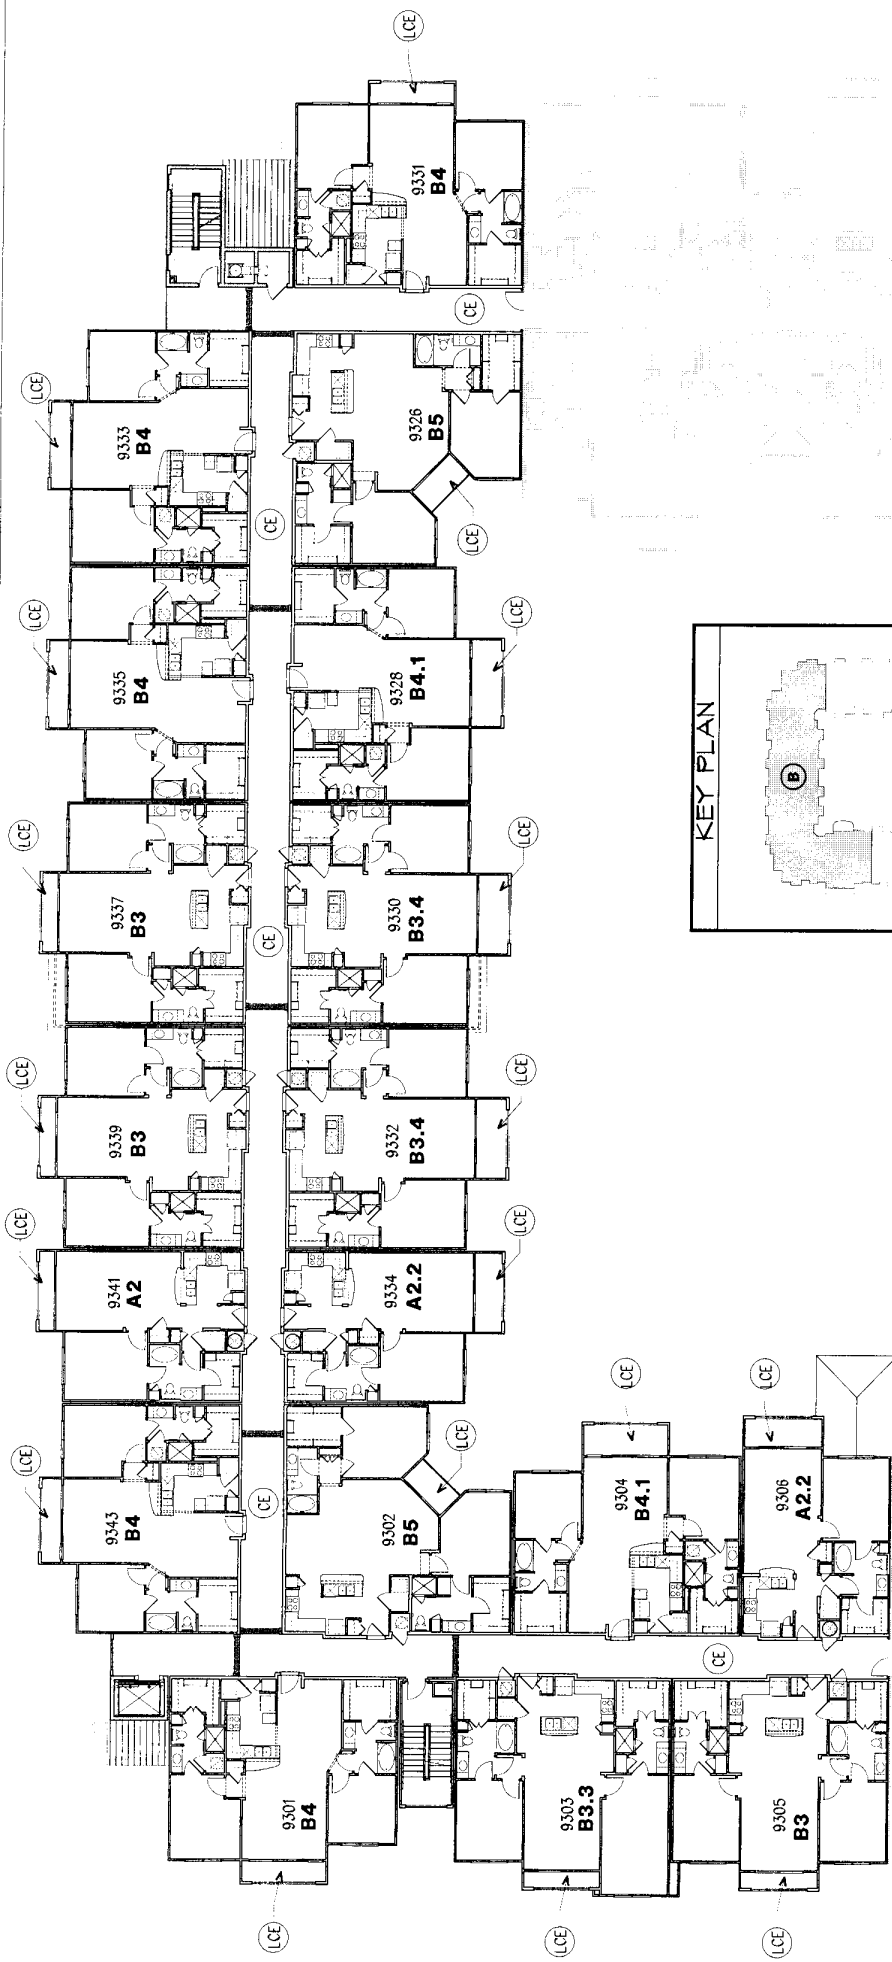 LCE
9331
B4
CE
LCE
9333
B4
9326
B5
LCE
CE
LCE
9335
B4
9328
B4.1
LCE
LCE
9337
B3
9330
B3.4
LCE
CE
LCE
9339
B3
9332
B3.4
LCE
LCE
9341
A2
9334
A2.2
LCE
LCE
9343
B4
CE
9302
B5
LCE
9304
B4.1
LCE
9306
A2.2
LCE
CE
9301
B4
LCE
9303
B3.3
LCE
9305
B3
LCE
KEY PLAN
B